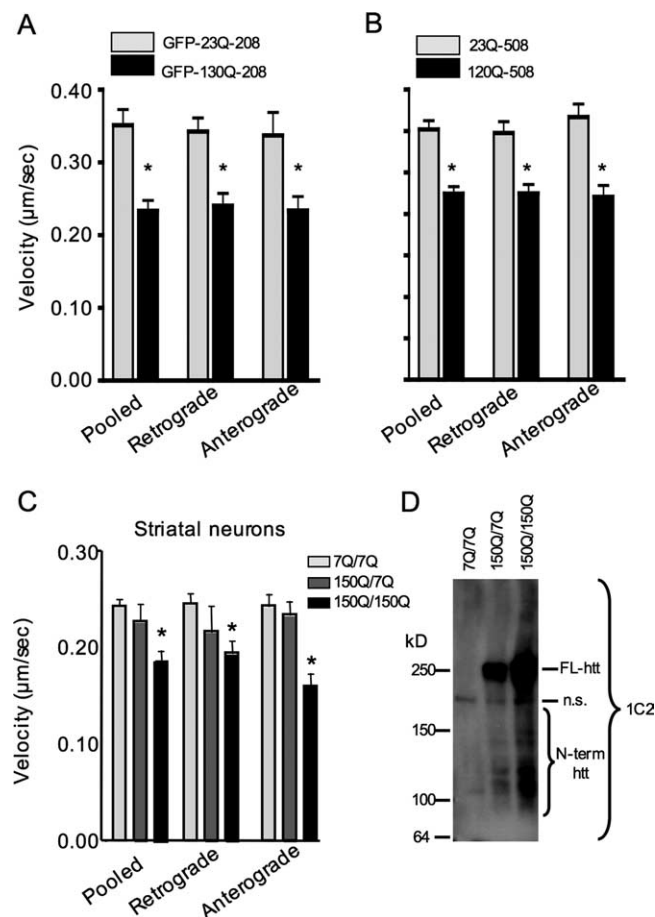 A
GFP-23Q-208
GFP-130Q-208
Velocity (μm/sec)
0.40
0.30
0.20
0.00
*
*
*
Pooled
Retrograde
Anterograde
B
23Q-508
120Q-508
*
*
*
Pooled
Retrograde
Anterograde
C
Striatal neurons
7Q/7Q
150Q/7Q
150Q/150Q
Velocity (μm/sec)
0.30
0.20
0.10
0.00
*
*
*
Pooled
Retrograde
Anterograde
D
7Q/7Q
150Q/7Q
150Q/150Q
kD
250
150
100
64
FL-htt
n.s.
N-term
htt
1C2